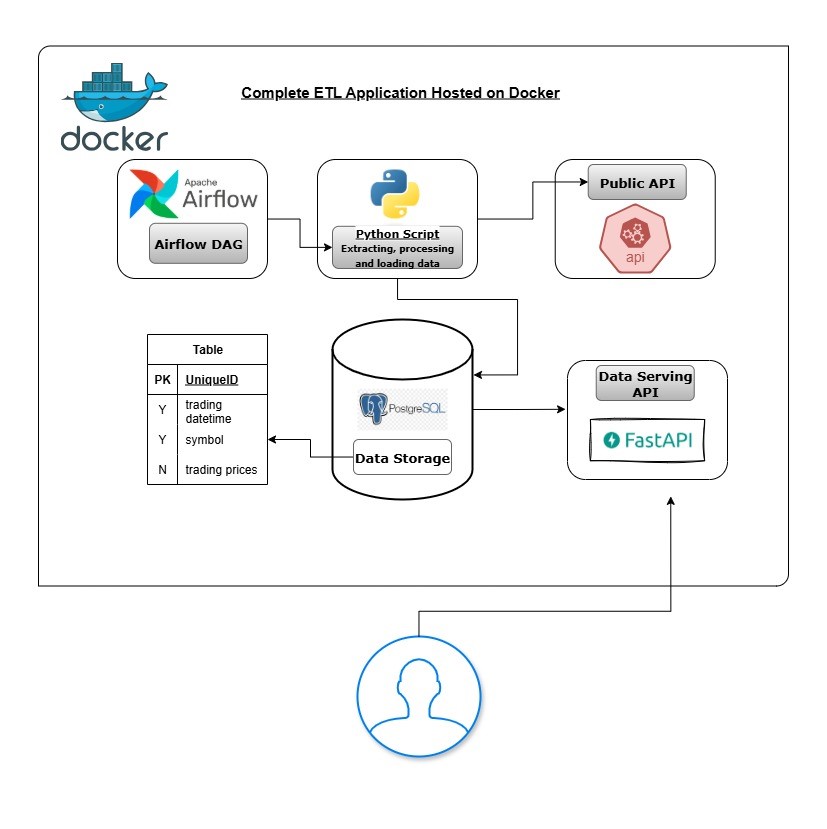 Complete ETL Application Hosted on Docker
docker
Apache
Airflow
Airflow DAG
Python Script
Extracting, processing
and loading data
Public API
api
Table
PK UniqueID
Y trading
datetime
Y symbol
N trading prices
PostgreSQL
Data Storage
Data Serving
API
FastAPI